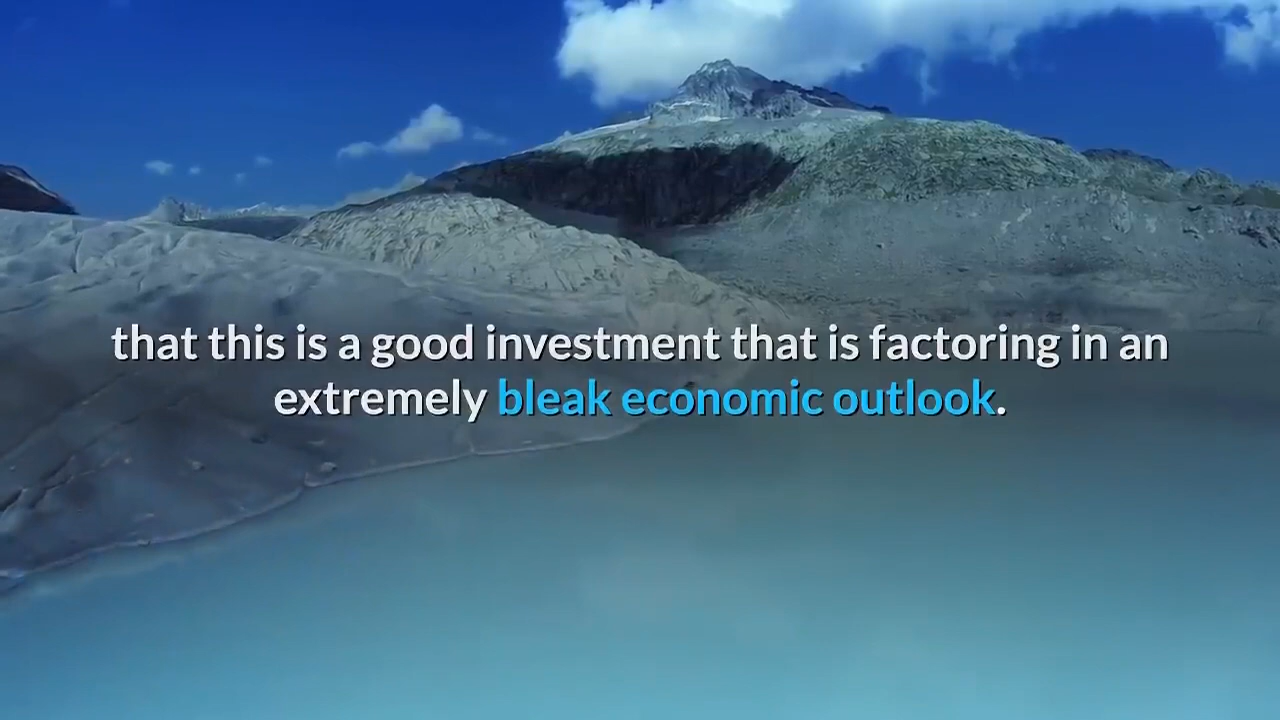 that this is a good investment that is factoring in an
extremely bleak economic outlook.